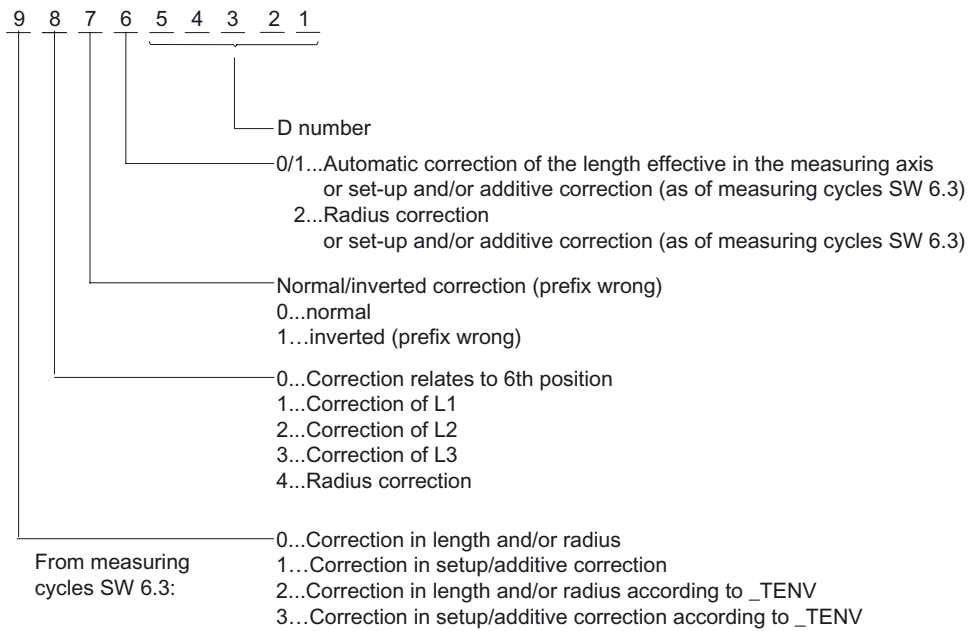 9 8 7 6 5 4 3 2 1
D number
0/1...Automatic correction of the length effective in the measuring axis
or set-up and/or additive correction (as of measuring cycles SW 6.3)
2...Radius correction
or set-up and/or additive correction (as of measuring cycles SW 6.3)
Normal/inverted correction (prefix wrong)
0...normal
1…inverted (prefix wrong)
0...Correction relates to 6th position
1...Correction of L1
2...Correction of L2
3...Correction of L3
4...Radius correction
From measuring
cycles SW 6.3:
0...Correction in length and/or radius
1…Correction in setup/additive correction
2...Correction in length and/or radius according to _TENV
3…Correction in setup/additive correction according to _TENV